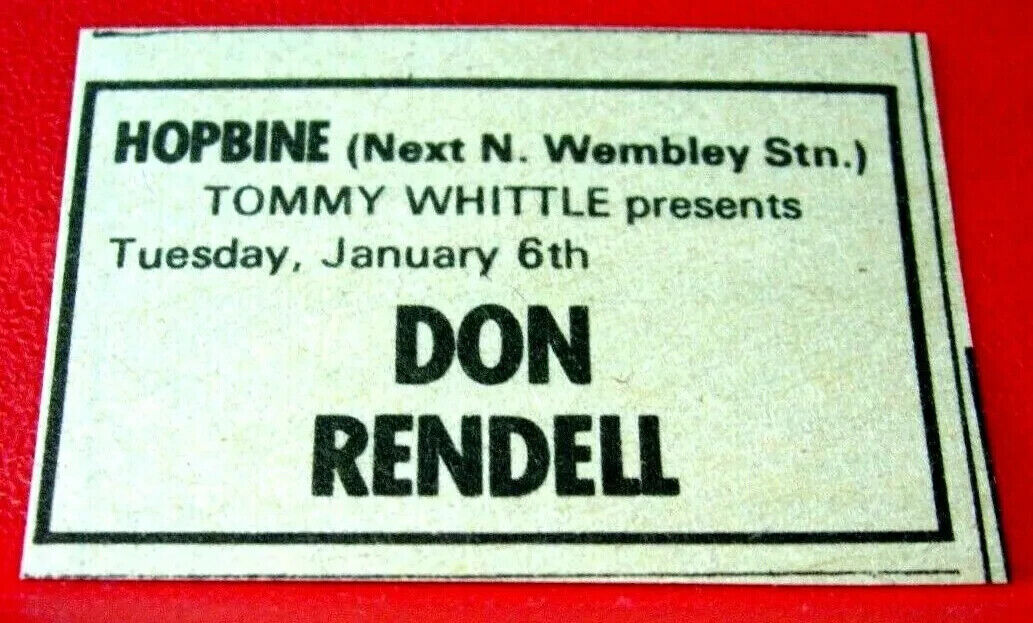 HOPBINE (Next N. Wembley Stn.)
TOMMY WHITTLE presents
Tuesday, January 6th
DON
RENDELL